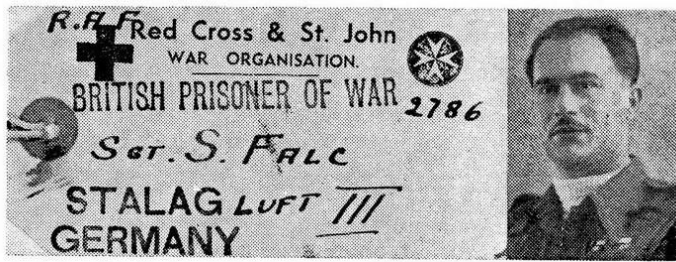 R.A.F.
Red Cross & St. John
WAR ORGANISATION.
BRITISH PRISONER OF WAR
2786
SGT. S. FALC
STALAG LUFT III
GERMANY